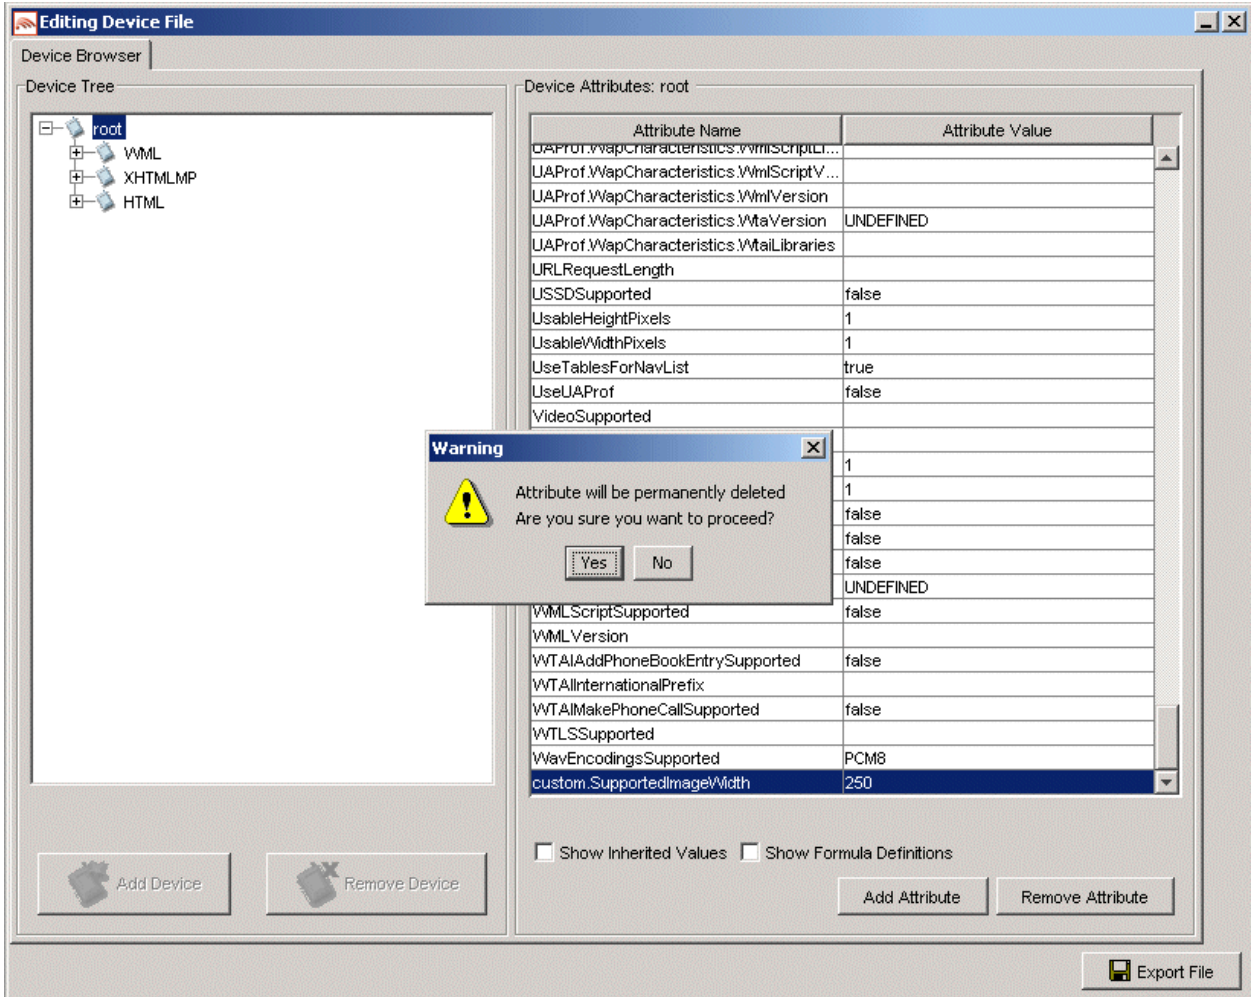 Editing Device File
Device Browser
Device Tree
root
WML
XHTMLMP
HTML
Add Device
Remove Device
Device Attributes: root
Attribute Name Attribute Value
UAProf.WapCharacteristics.WmlScriptLi...
UAProf.WapCharacteristics.WmlScriptV...
UAProf.WapCharacteristics.WmlVersion
UAProf.WapCharacteristics.WtaVersion UNDEFINED
UAProf.WapCharacteristics.WtaiLibraries
URLRequestLength
USSDSupported false
UsableHeightPixels 1
UsableWidthPixels 1
UseTablesForNavList true
UseUAProf false
VideoSupported
1
1
false
false
false
UNDEFINED
WMLScriptSupported false
WMLVersion
WTAIAddPhoneBookEntrySupported false
WTAIInternationalPrefix
WTAIMakePhoneCallSupported false
WTLSSupported
WavEncodingsSupported PCM8
custom.SupportedImageWidth 250
Warning
Attribute will be permanently deleted
Are you sure you want to proceed?
Yes No
Show Inherited Values Show Formula Definitions
Add Attribute Remove Attribute
Export File